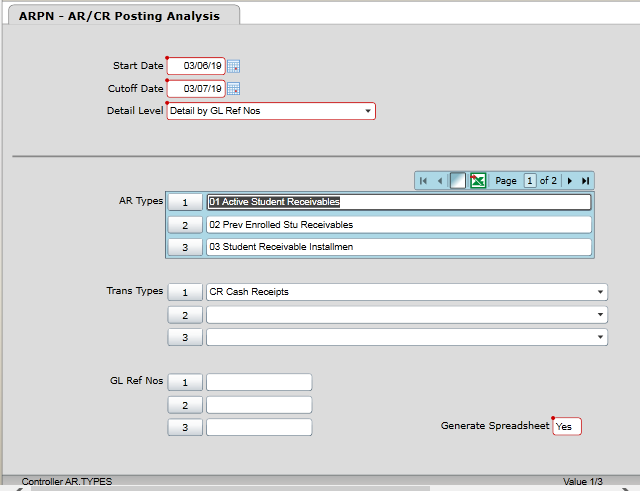 ARPN - AR/CR Posting Analysis
Start Date 03/06/19
Cutoff Date 03/07/19
Detail Level Detail by GL Ref Nos
Page 1 of 2
AR Types 1 01 Active Student Receivables
2 02 Prev Enrolled Stu Receivables
3 03 Student Receivable Installmen
Trans Types 1 CR Cash Receipts
2
3
GL Ref Nos 1
2
3
Generate Spreadsheet Yes
Controller AR.TYPES Value 1/3